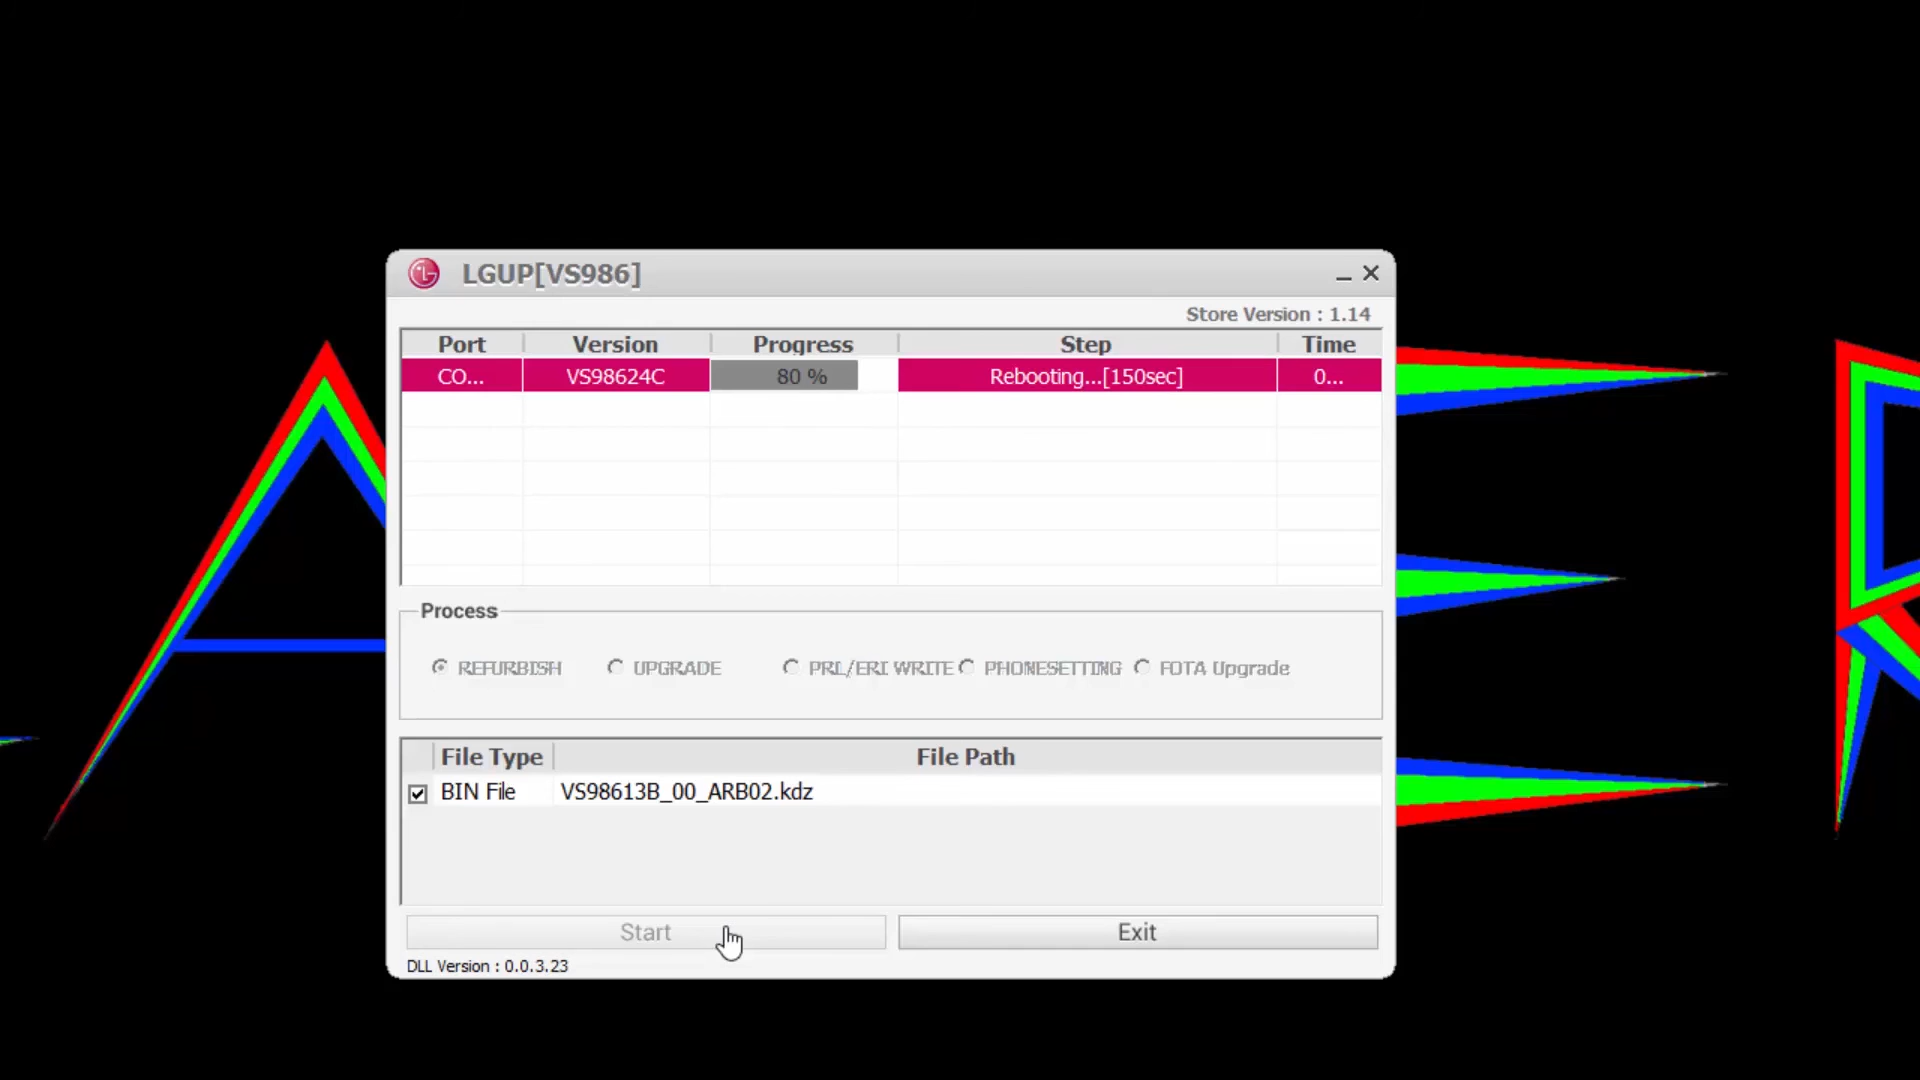 LGUP[VS986]
Store Version : 1.14
Port Version Progress Step Time
CO... VS98624C 80 % Rebooting...[150sec] 0...
Process
REFURBISH UPGRADE PRL/ERI WRITE PHONESETTING FOTA Upgrade
File Type File Path
BIN File VS98613B_00_ARB02.kdz
Start Exit
DLL Version : 0.0.3.23